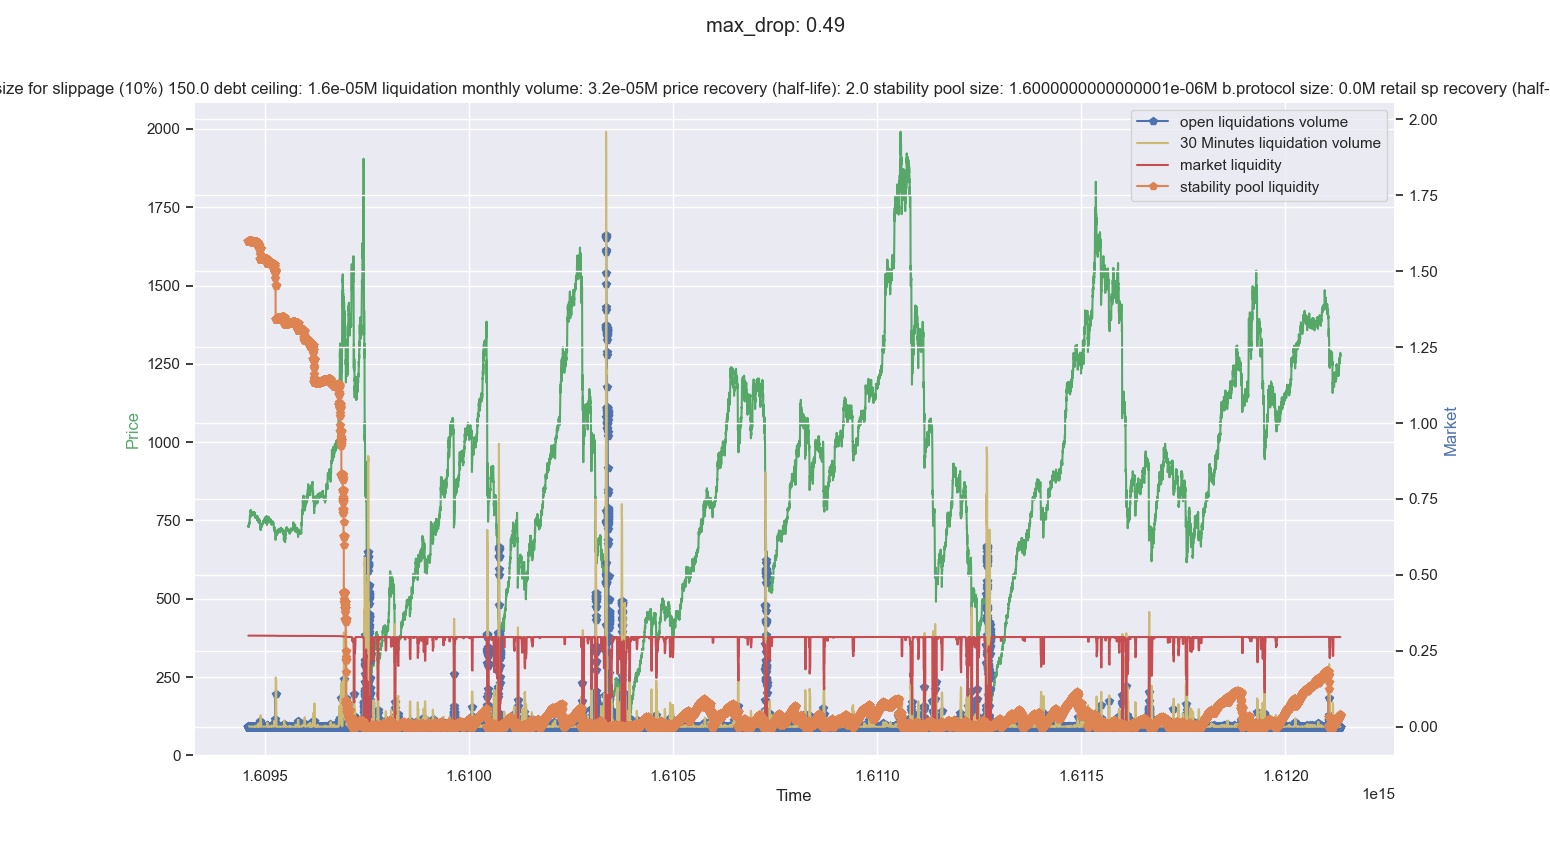 max_drop: 0.49
size for slippage (10%) 150.0 debt ceiling: 1.6e-05M liquidation monthly volume: 3.2e-05M price recovery (half-life): 2.0 stability pool size: 1.6000000000000001e-06M b.protocol size: 0.0M retail sp recovery (half-
open liquidations volume
30 Minutes liquidation volume
market liquidity
stability pool liquidity
Price
2000
1750
1500
1250
1000
750
500
250
0
2.00
1.75
1.50
1.25
1.00
0.75
0.50
0.25
0.00
Market
1.6095
1.6100
1.6105
1.6110
1.6115
1.6120
1e15
Time